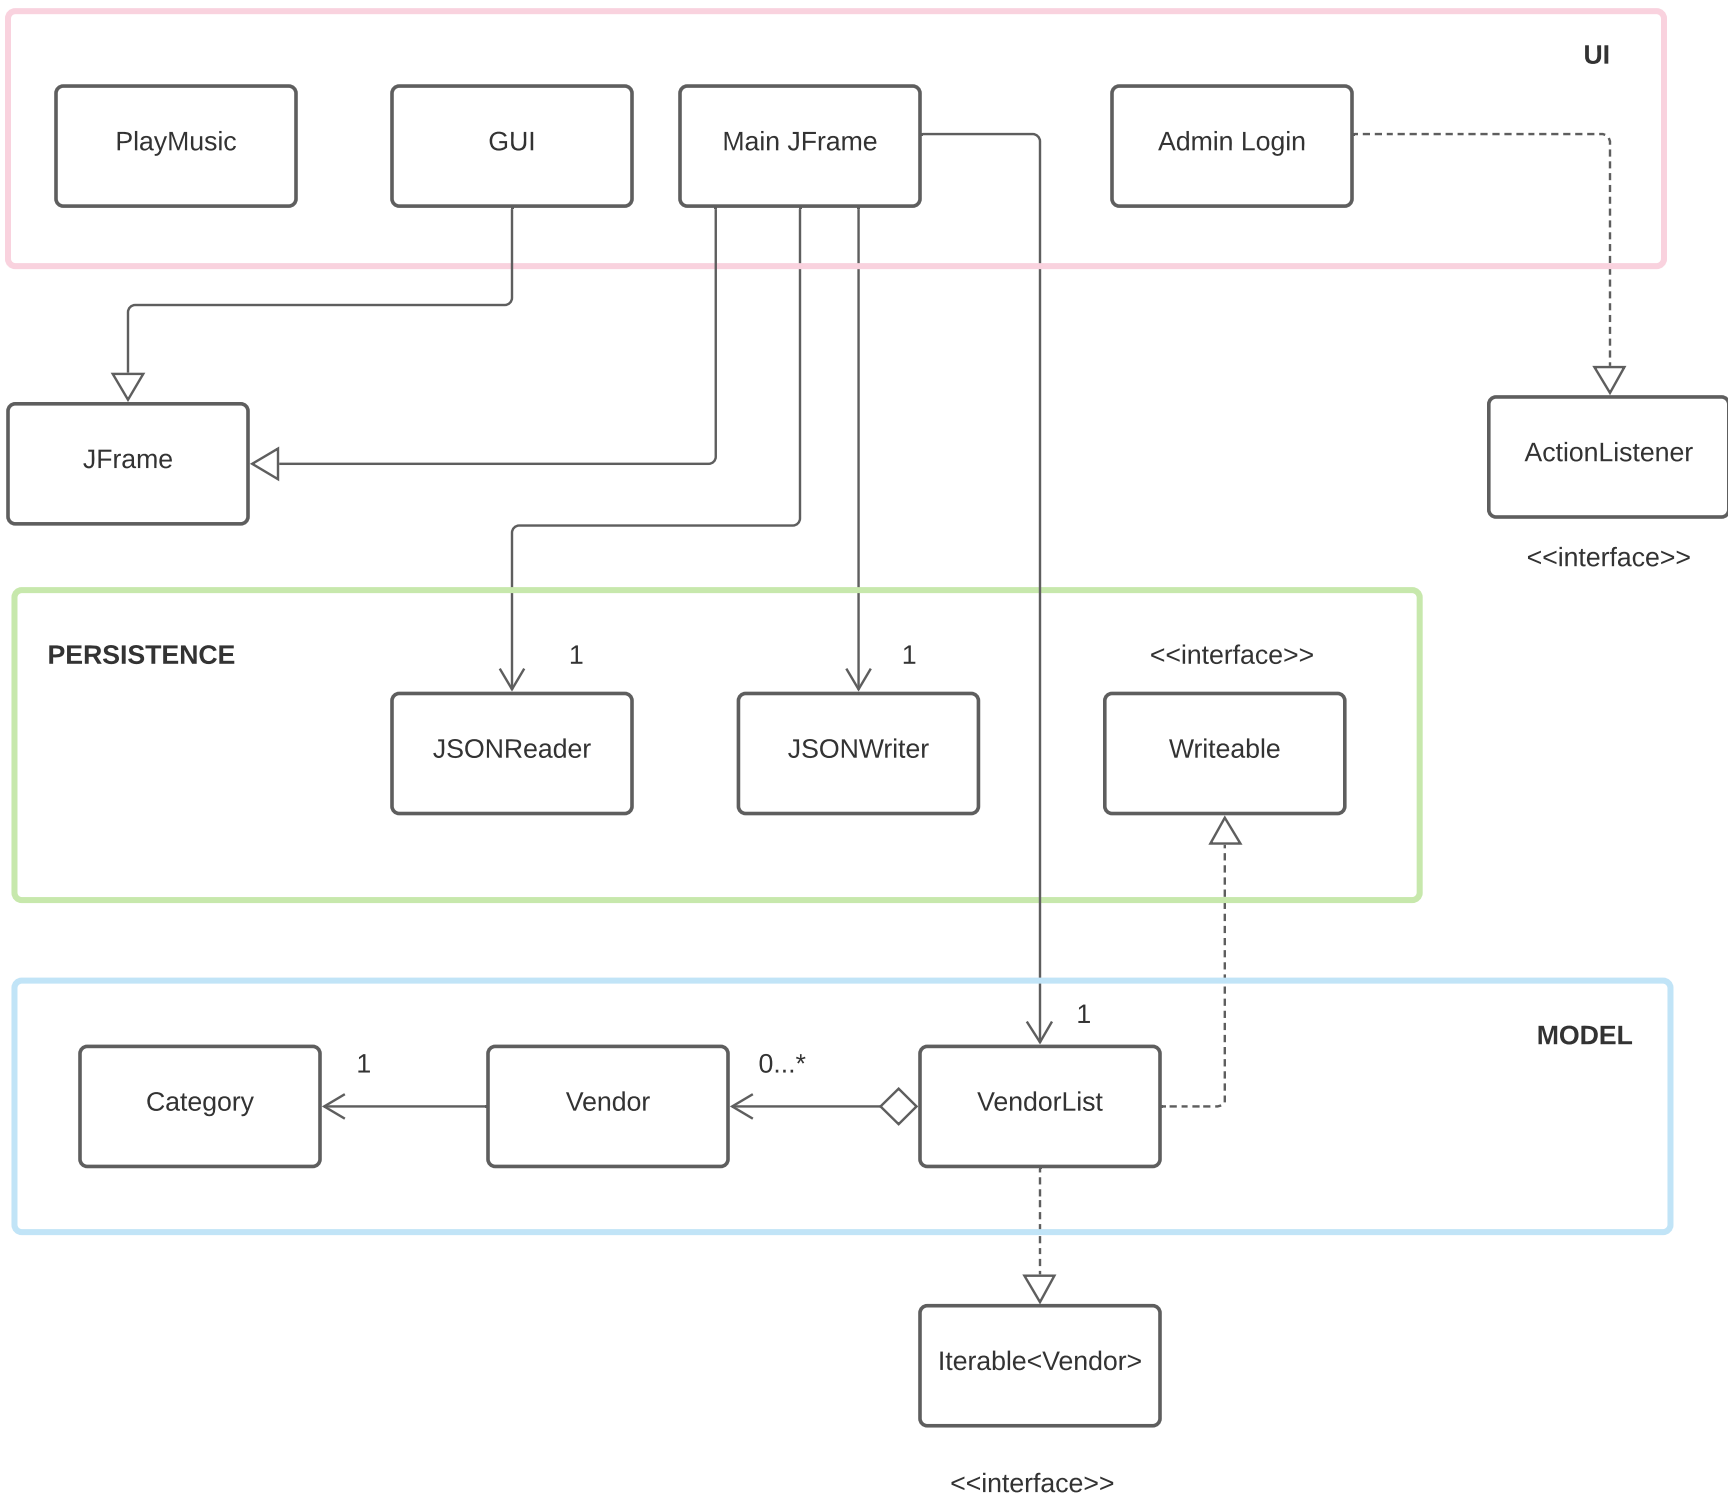 UI
PlayMusic
GUI
Main JFrame
Admin Login
JFrame
ActionListener
<<interface>>
PERSISTENCE
1
1
<<interface>>
JSONReader
JSONWriter
Writeable
1
MODEL
1
0...*
Category
Vendor
VendorList
Iterable<Vendor>
<<interface>>